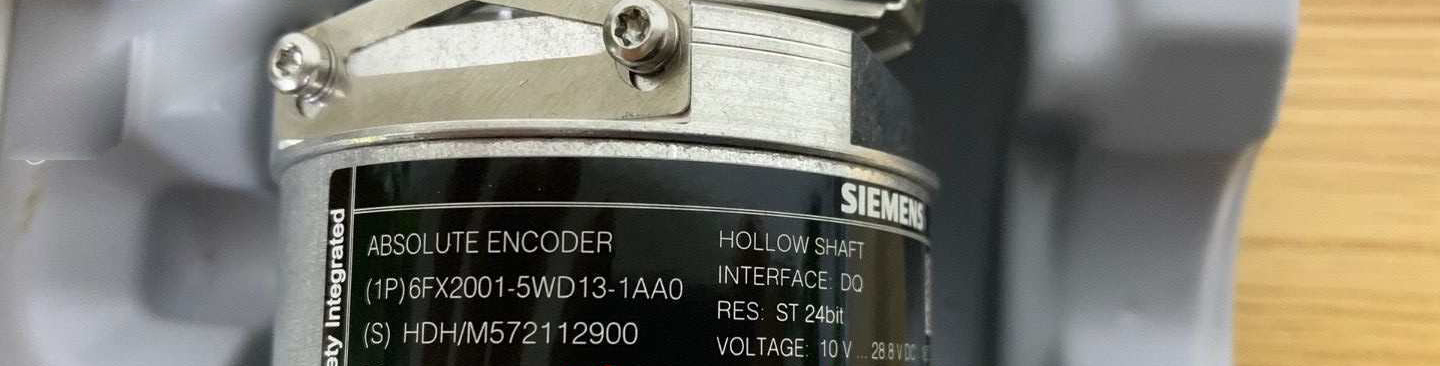 SIEMENS
ety Integrated
ABSOLUTE ENCODER
(1P)6FX2001-5WD13-1AA0
(S) HDH/M572112900
HOLLOW SHAFT
INTERFACE: DQ
RES: ST 24bit
VOLTAGE: 10 V ... 28.8 V DC